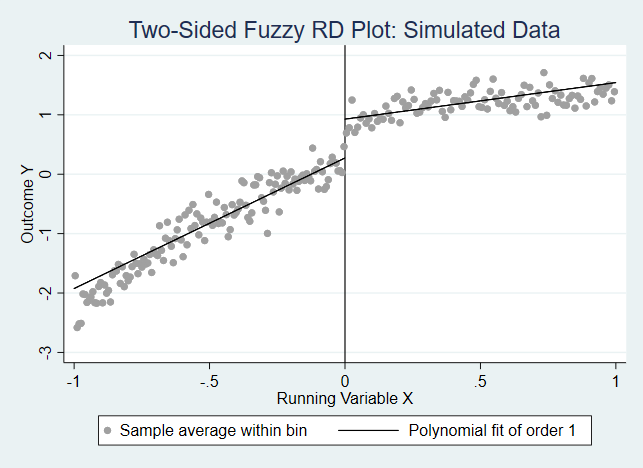 Two-Sided Fuzzy RD Plot: Simulated Data
Outcome Y
2
1
0
-1
-2
-3
-1
-.5
0
.5
1
Running Variable X
Sample average within bin
Polynomial fit of order 1